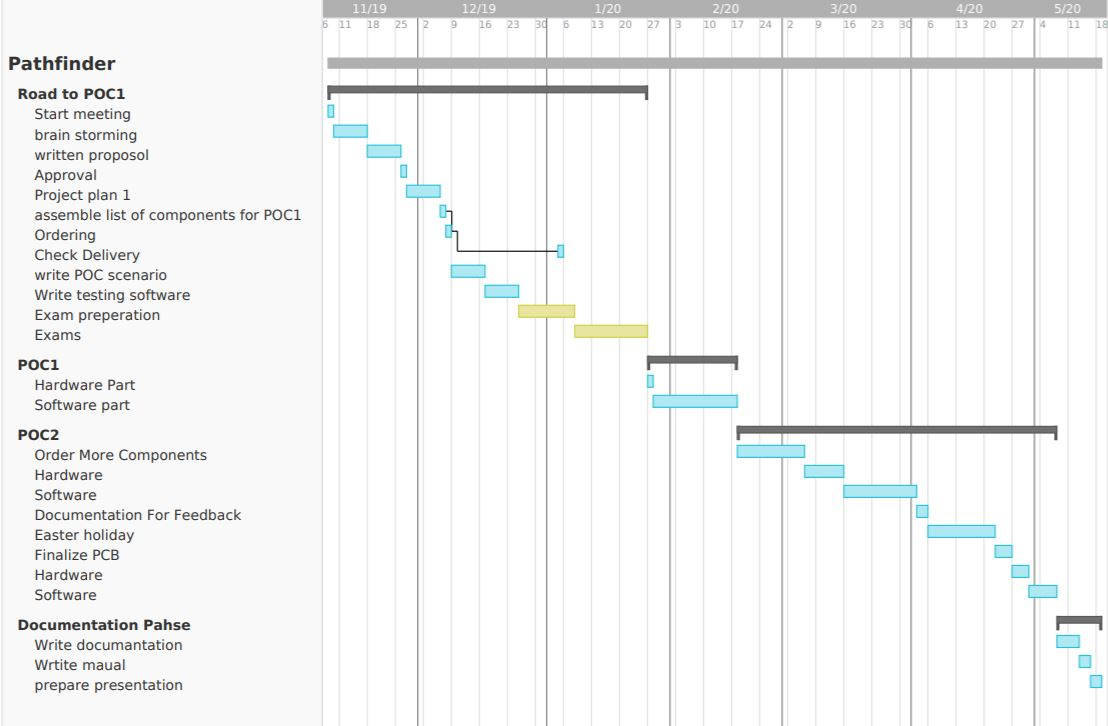 11/19 12/19 1/20 2/20 3/20 4/20 5/20
6 11 18 25 2 9 16 23 30 6 13 20 27 3 10 17 24 2 9 16 23 30 6 13 20 27 4 11 18
Pathfinder
Road to POC1
Start meeting
brain storming
written proposol
Approval
Project plan 1
assemble list of components for POC1
Ordering
Check Delivery
write POC scenario
Write testing software
Exam preperation
Exams
POC1
Hardware Part
Software part
POC2
Order More Components
Hardware
Software
Documentation For Feedback
Easter holiday
Finalize PCB
Hardware
Software
Documentation Pahse
Write documantation
Wrtite maual
prepare presentation